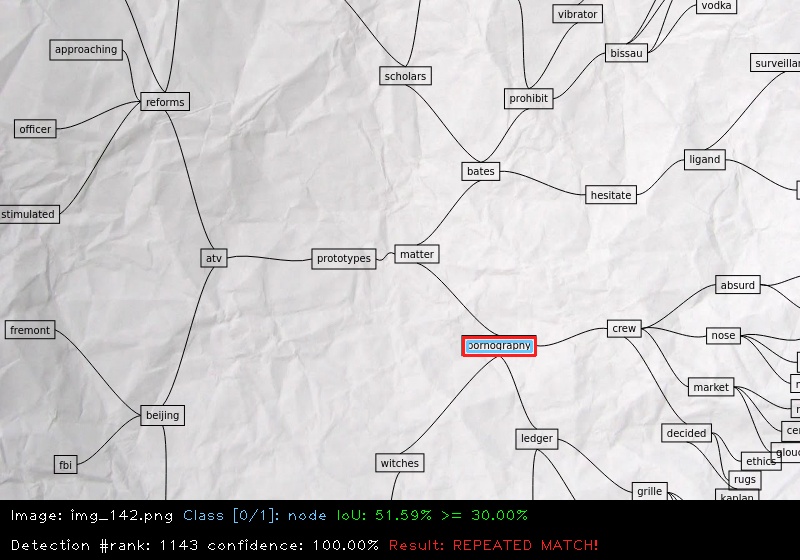 vodka
vibrator
approaching
bissau
scholars
prohibit
reforms
officer
ligand
bates
hesitate
stimulated
matter
atv
prototypes
absurd
fremont
crew
nose
pornography
market
beijing
decided
ledger
witches
fbi
ethics
rugs
grille
kaplan
Image: img_142.png Class [0/1]: node IoU: 51.59% >= 30.00%
Detection #rank: 1143 confidence: 100.00% Result: REPEATED MATCH!